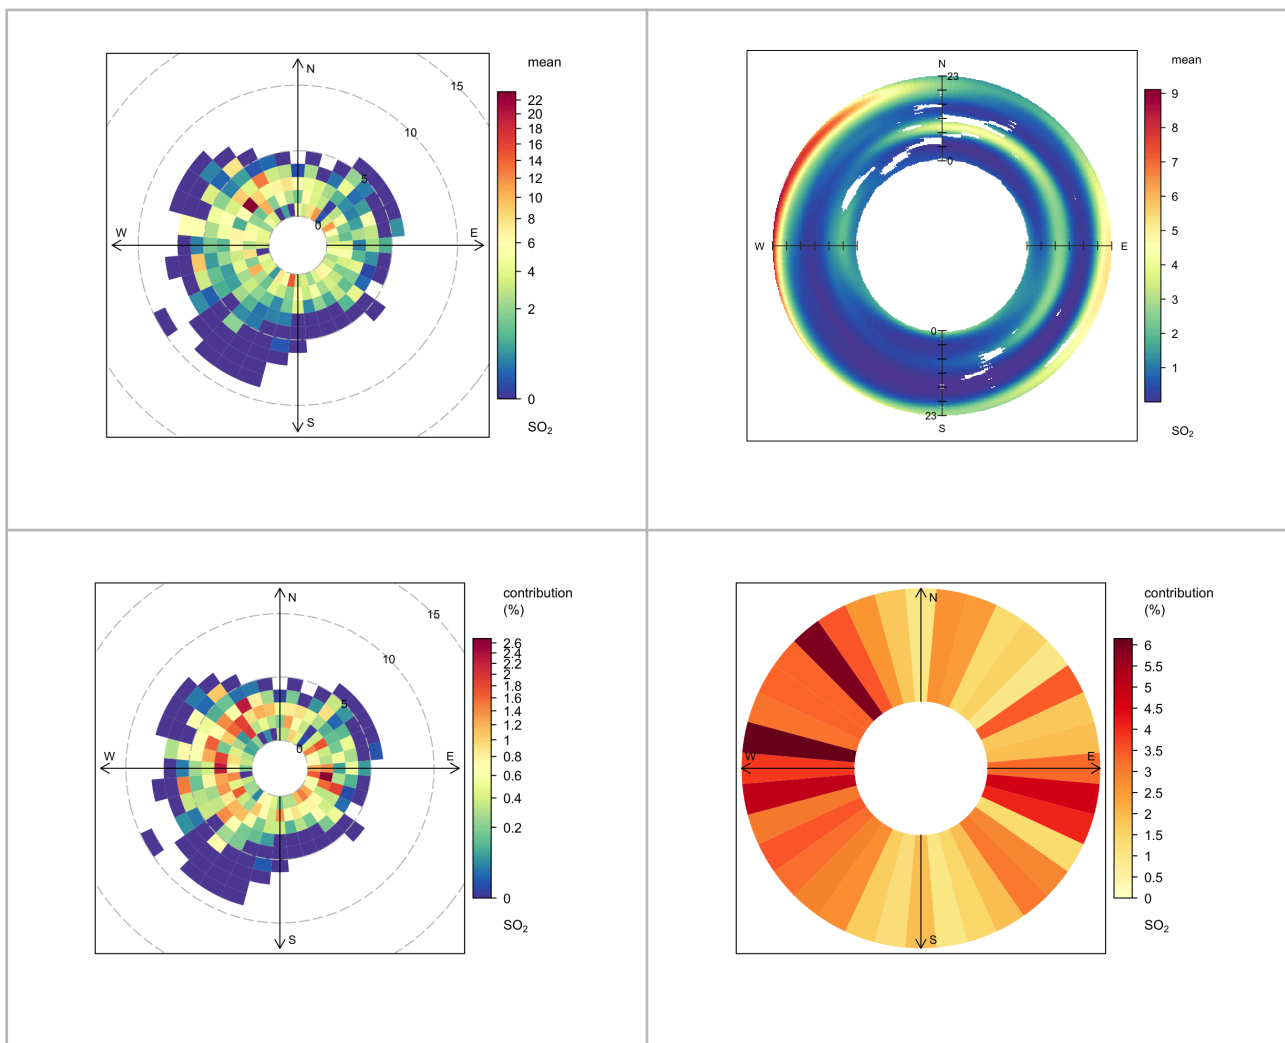 mean
N
15
10
5
0
W
E
S
22
20
18
16
14
12
10
8
6
4
2
0
SO2
mean
N
23
0
W
E
0
23
S
9
8
7
6
5
4
3
2
1
SO2
contribution
(%)
N
15
10
5
0
W
E
S
2.6
2.4
2.2
2
1.8
1.6
1.4
1.2
1
0.8
0.6
0.4
0.2
0
SO2
contribution
(%)
N
W
E
S
6
5.5
5
4.5
4
3.5
3
2.5
2
1.5
1
0.5
0
SO2